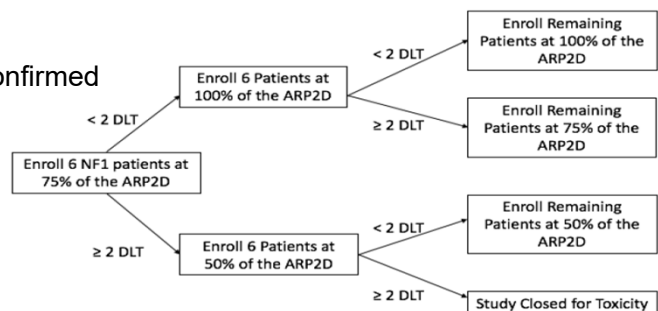 onfirmed
Enroll 6 NF1 patients at
75% of the ARP2D
< 2 DLT
≥ 2 DLT
Enroll 6 Patients at
100% of the ARP2D
< 2 DLT
≥ 2 DLT
Enroll Remaining
Patients at 100% of the
ARP2D
Enroll Remaining
Patients at 75% of the
ARP2D
Enroll 6 Patients at
50% of the ARP2D
< 2 DLT
≥ 2 DLT
Enroll Remaining
Patients at 50% of the
ARP2D
Study Closed for Toxicity